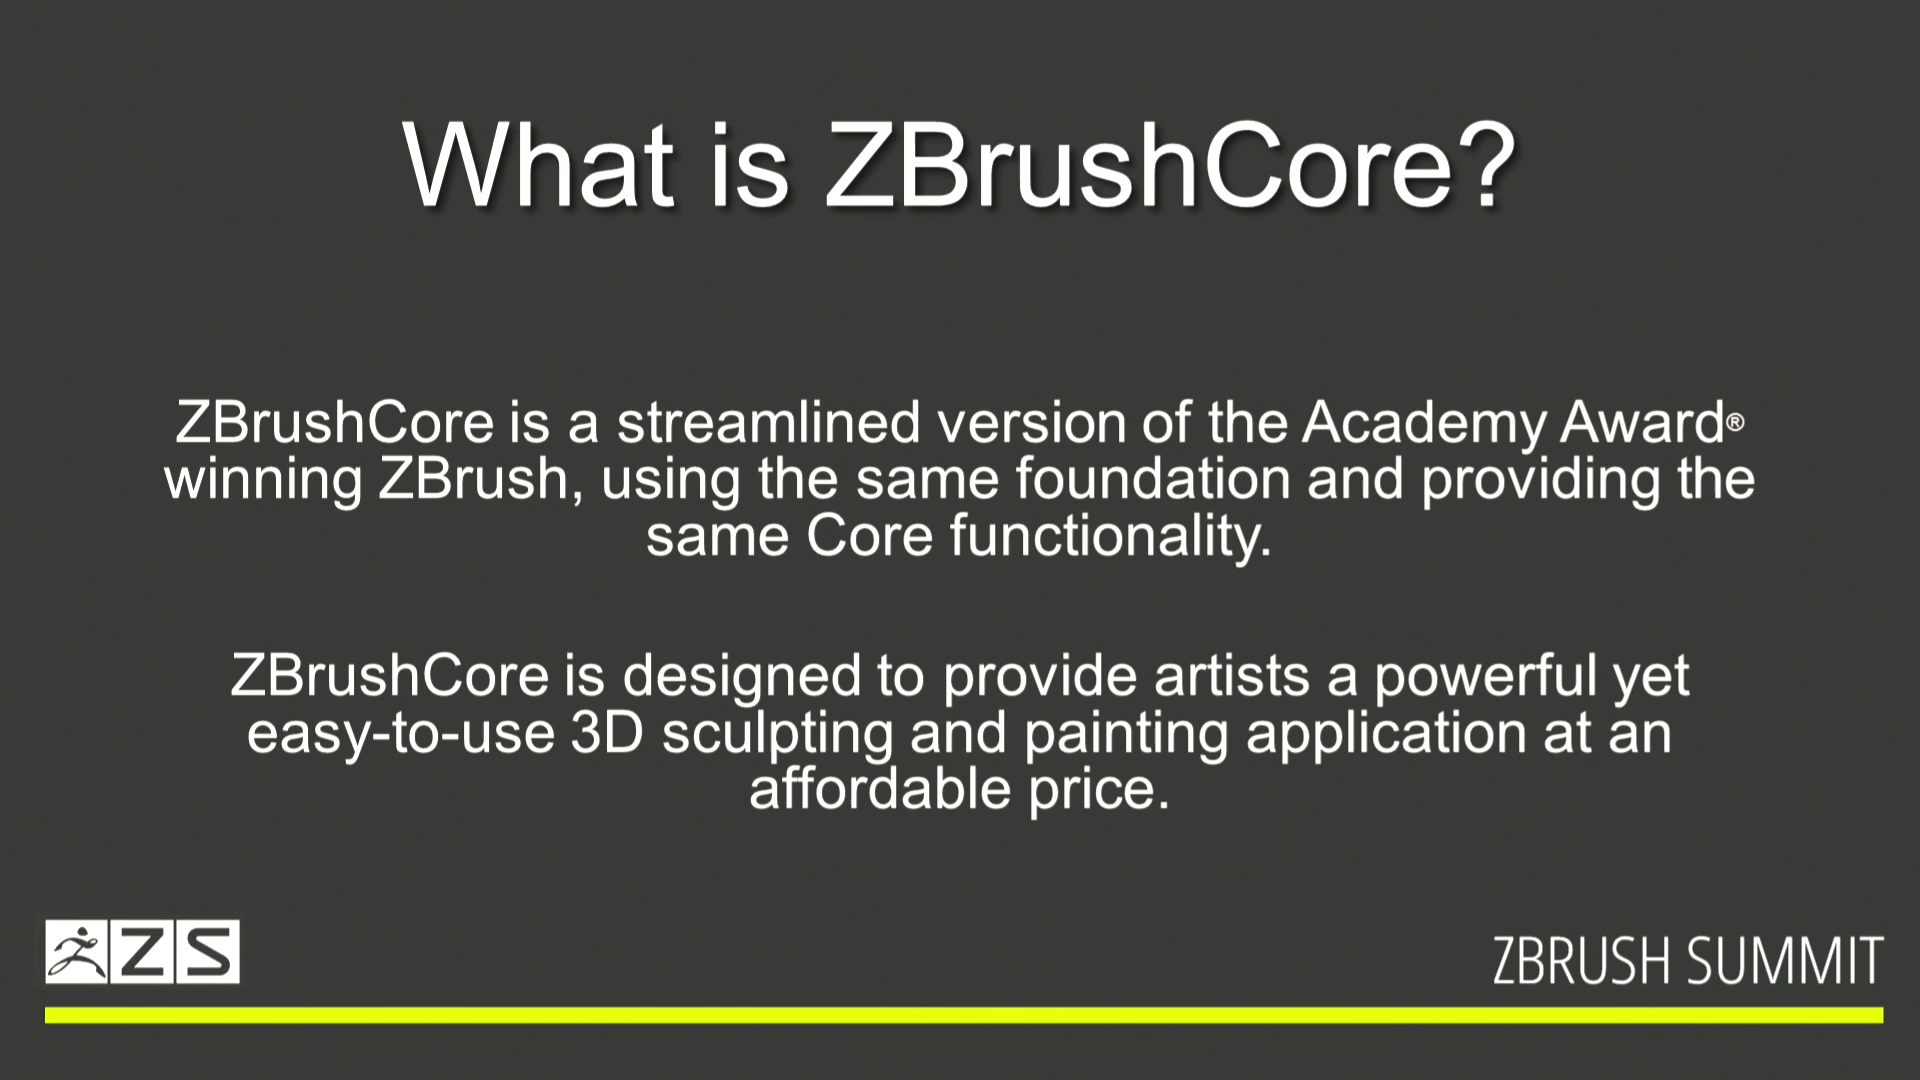 What is ZBrushCore?
ZBrushCore is a streamlined version of the Academy Award®
winning ZBrush, using the same foundation and providing the
same Core functionality.
ZBrushCore is designed to provide artists a powerful yet
easy-to-use 3D sculpting and painting application at an
affordable price.
ZS
ZBRUSH SUMMIT